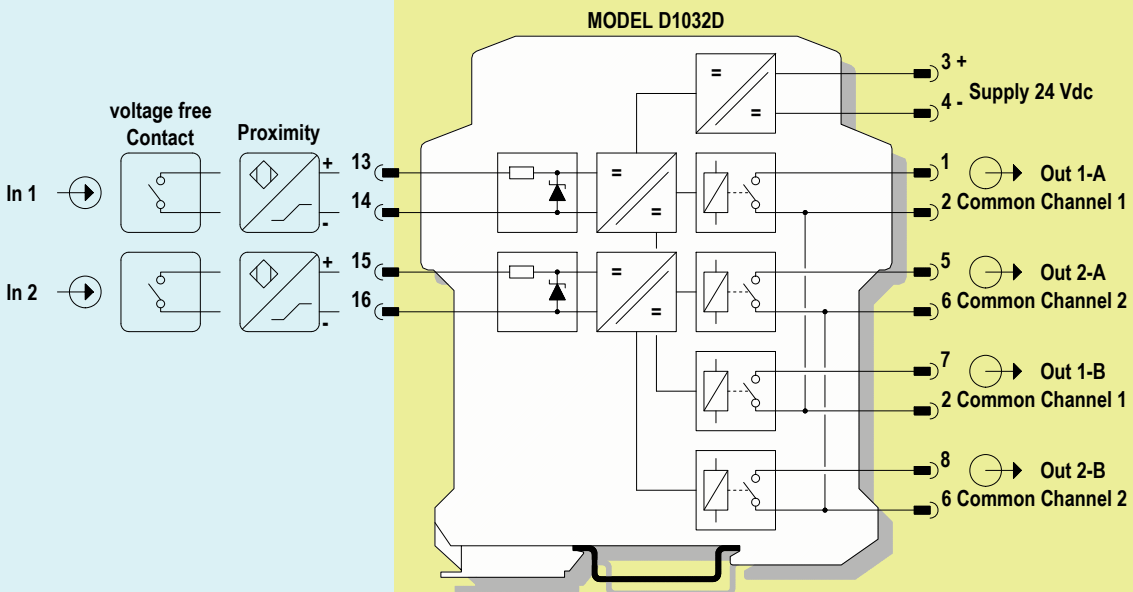 MODEL D1032D
3 +
Supply 24 Vdc
4 -
=
=
voltage free
Contact
Proximity
In 1
+ 13
- 14
=
=
1
Out 1-A
2 Common Channel 1
In 2
+ 15
- 16
=
=
5
Out 2-A
6 Common Channel 2
7
Out 1-B
2 Common Channel 1
8
Out 2-B
6 Common Channel 2